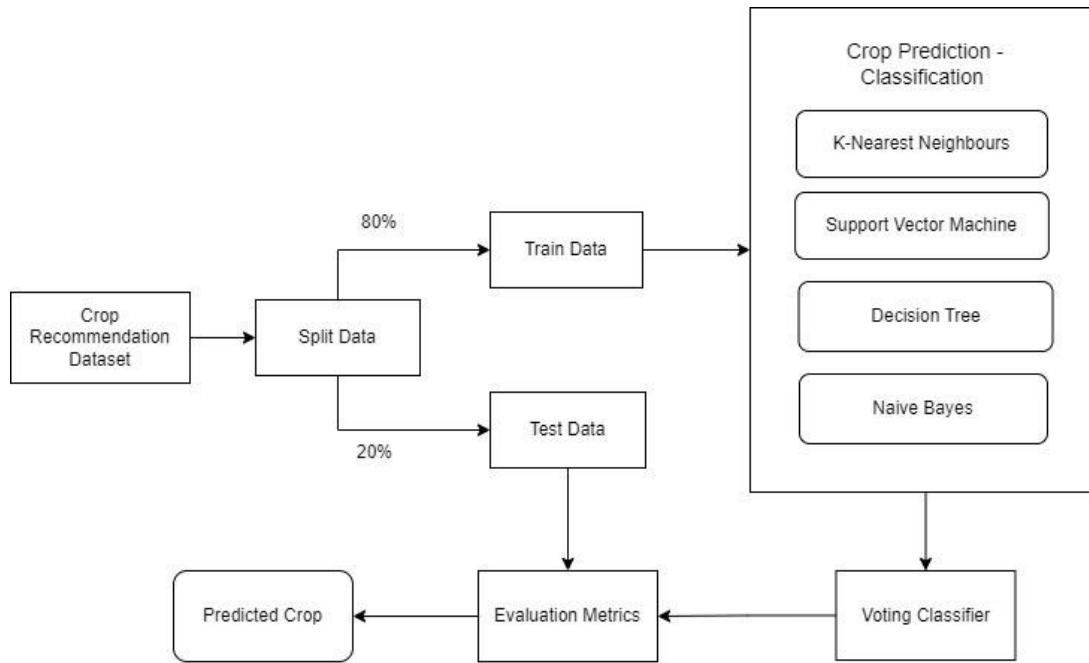 Crop Prediction -
Classification
K-Nearest Neighbours
Support Vector Machine
80%
Train Data
Crop
Recommendation
Dataset
Split Data
Decision Tree
Naive Bayes
Test Data
20%
Predicted Crop
Evaluation Metrics
Voting Classifier